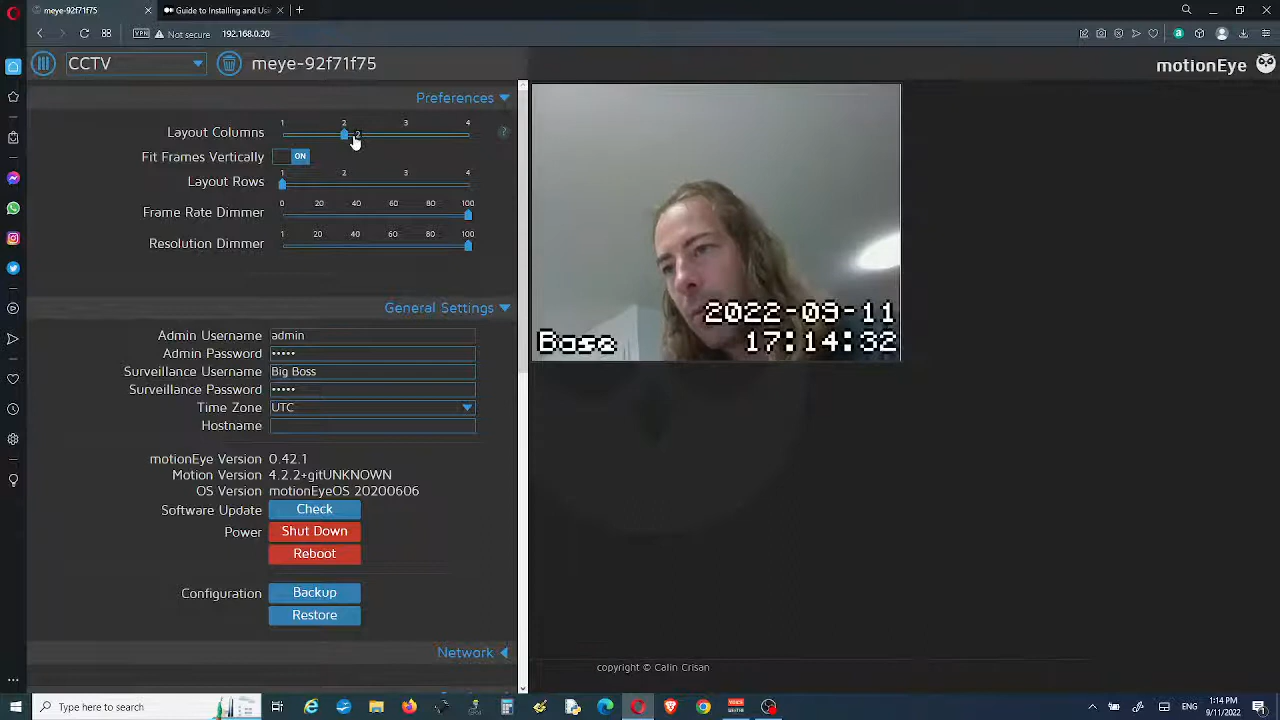 meye-92f71f75
Guide to Installing and Usi
VPN
Not secure
192.168.0.20
CCTV
meye-92f71f75
motionEye
Preferences
Layout Columns
1 2 3 4
2
Fit Frames Vertically
ON
Layout Rows
1 2 3 4
Frame Rate Dimmer
0 20 40 60 80 100
Resolution Dimmer
1 20 40 60 80 100
General Settings
Admin Username admin
Admin Password •••••
Surveillance Username Big Boss
Surveillance Password •••••
Time Zone UTC
Hostname
motionEye Version 0.42.1
Motion Version 4.2.2+gitUNKNOWN
OS Version motionEyeOS 20200606
Software Update Check
Power Shut Down
Reboot
Configuration Backup
Restore
Network
Base
2022-09-11
17:14:32
copyright © Calin Crisan
Type here to search
1:14 PM
9/11/2022